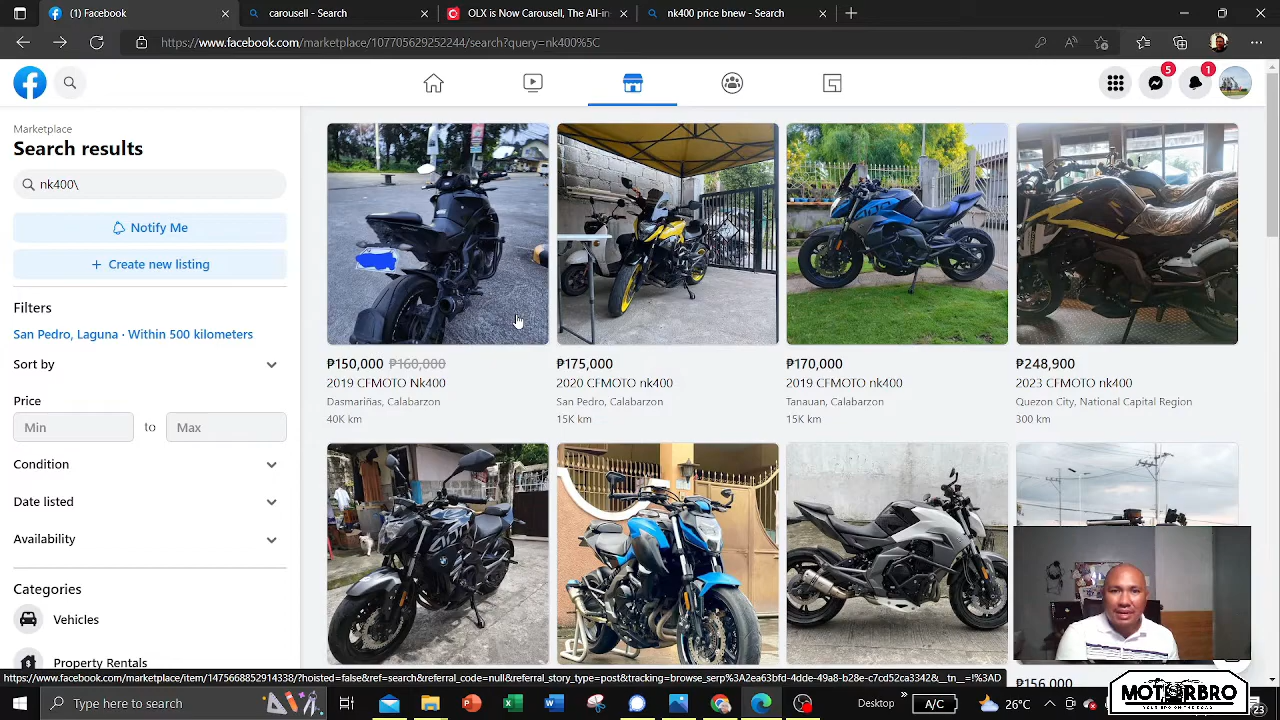 (5) Facebook
carousell - Search
OLX is Now Carousell, The All-in
nk400 price bnew - Search
https://www.facebook.com/marketplace/107705629252244/search?query=nk400%5C
5
1
Marketplace
Search results
nk400\
Notify Me
+ Create new listing
Filters
San Pedro, Laguna · Within 500 kilometers
Sort by
Price
Min
to
Max
Condition
Date listed
Availability
Categories
Vehicles
Property Rentals
₱150,000 ₱160,000
2019 CFMOTO Nk400
Dasmariñas, Calabarzon
40K km
₱175,000
2020 CFMOTO nk400
San Pedro, Calabarzon
15K km
₱170,000
2019 CFMOTO nk400
Tanauan, Calabarzon
15K km
₱248,900
2023 CFMOTO nk400
Quezon City, National Capital Region
300 km
₱156,000
Type here to search
Desktop
A/C
26°C
23
MOTORBRO